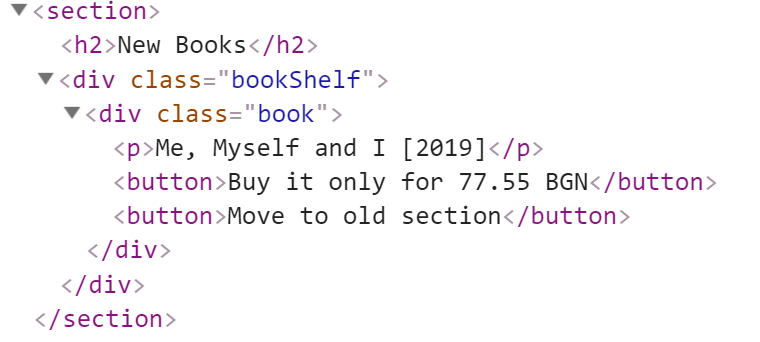 ▼<section>
<h2>New Books</h2>
▼<div class="bookShelf">
▼<div class="book">
<p>Me, Myself and I [2019]</p>
<button>Buy it only for 77.55 BGN</button>
<button>Move to old section</button>
</div>
</div>
</section>